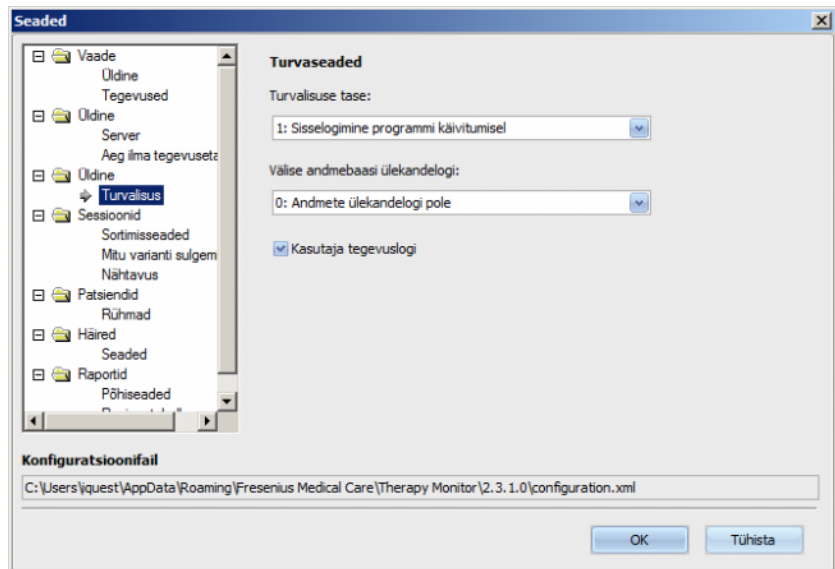 Seaded
Vaade
Üldine
Tegevused
Üldine
Server
Aeg ilma tegevuseta
Üldine
Turvalisus
Sessioonid
Sortimisseaded
Mitu varianti sulgem
Nähtavus
Patsiendid
Rühmad
Häired
Seaded
Raportid
Põhiseaded
Turvaseaded
Turvalisuse tase:
1: Sisselogimine programmi käivitumisel
Välise andmebaasi ülekandelogi:
0: Andmete ülekandelogi pole
Kasutaja tegevuslogi
Konfiguratsioonifail
C:\Users\iquest\AppData\Roaming\Fresenius Medical Care\Therapy Monitor\2.3.1.0\configuration.xml
OK
Tühista